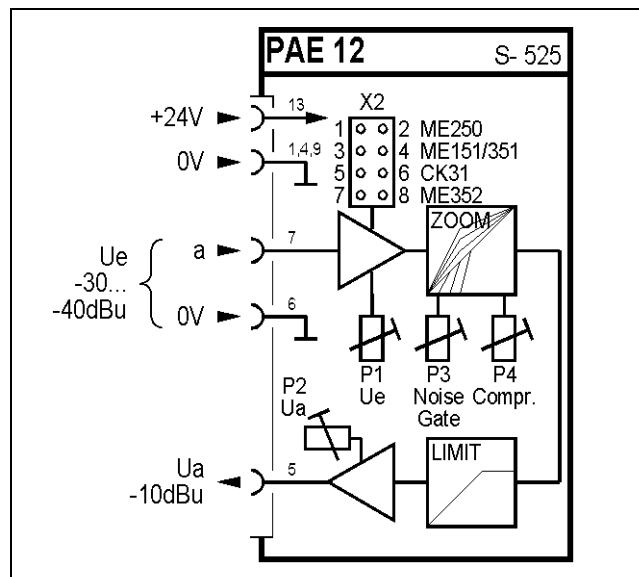 PAE 12 S- 525
X2
+24V 13
1 2 ME250
0V 1,4,9
3 4 ME151/351
5 6 CK31
7 8 ME352
ZOOM
Ue
-30...
-40dBu
a 7
0V 6
P1
Ue
P3
Noise
Gate
P4
Compr.
P2
Ua
LIMIT
Ua
-10dBu
5